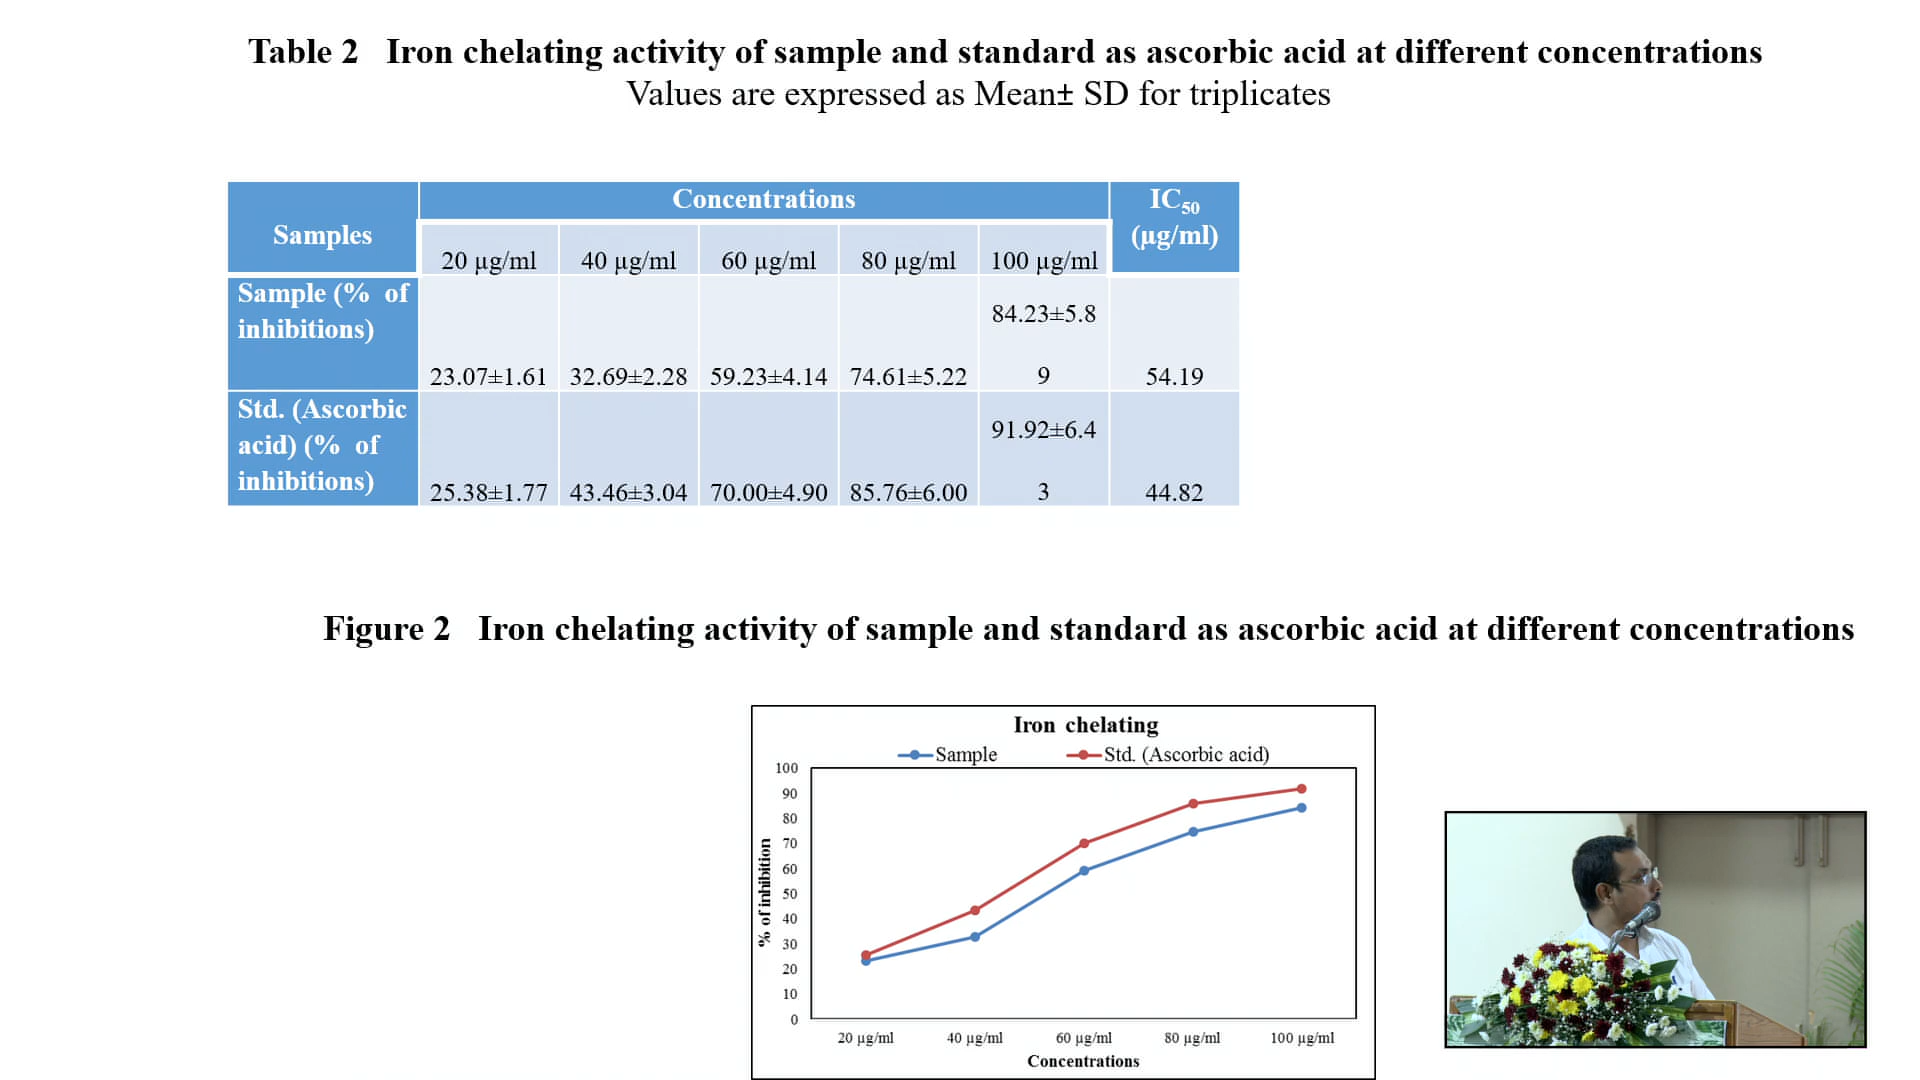 Table 2 Iron chelating activity of sample and standard as ascorbic acid at different concentrations
Values are expressed as Mean± SD for triplicates
Samples
Concentrations
IC50
(µg/ml)
20 µg/ml 40 µg/ml 60 µg/ml 80 µg/ml 100 µg/ml
Sample (% of
inhibitions)
23.07±1.61 32.69±2.28 59.23±4.14 74.61±5.22
84.23±5.8
9
54.19
Std. (Ascorbic
acid) (% of
inhibitions)
25.38±1.77 43.46±3.04 70.00±4.90 85.76±6.00
91.92±6.4
3
44.82
Figure 2 Iron chelating activity of sample and standard as ascorbic acid at different concentrations
Iron chelating
Sample Std. (Ascorbic acid)
100
90
80
70
60
50
40
30
20
10
0
% of inhibition
20 µg/ml 40 µg/ml 60 µg/ml 80 µg/ml 100 µg/ml
Concentrations